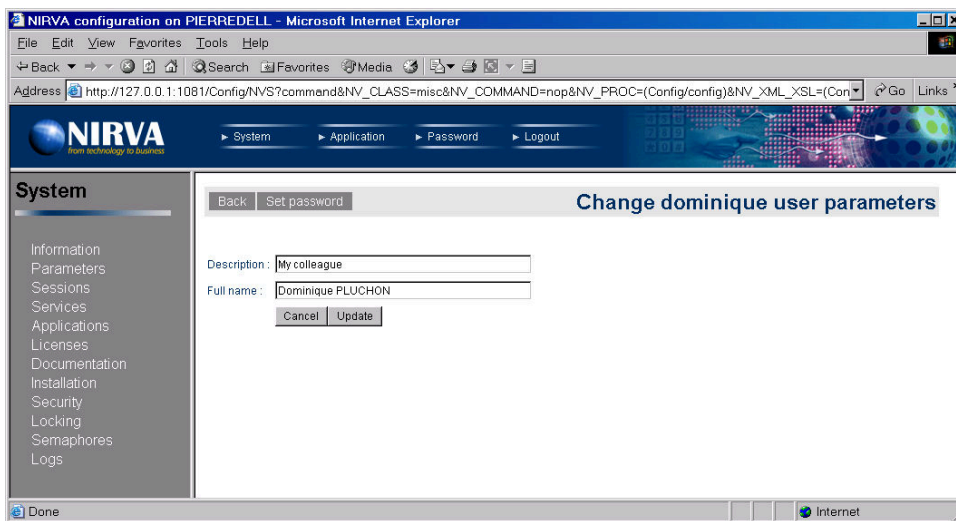 NIRVA configuration on PIERREDELL - Microsoft Internet Explorer
File Edit View Favorites Tools Help
Back Search Favorites Media
Address http://127.0.0.1:1081/Config/NVS?command&NV_CLASS=misc&NV_COMMAND=nop&NV_PROC=(Config/config)&NV_XML_XSL=(Con Go Links
NIRVA System Application Password Logout
from technology to business
System
Back Set password Change dominique user parameters
Information
Parameters
Sessions
Services
Applications
Licenses
Documentation
Installation
Security
Locking
Semaphores
Logs
Description : My colleague
Full name : Dominique PLUCHON
Cancel Update
Done Internet